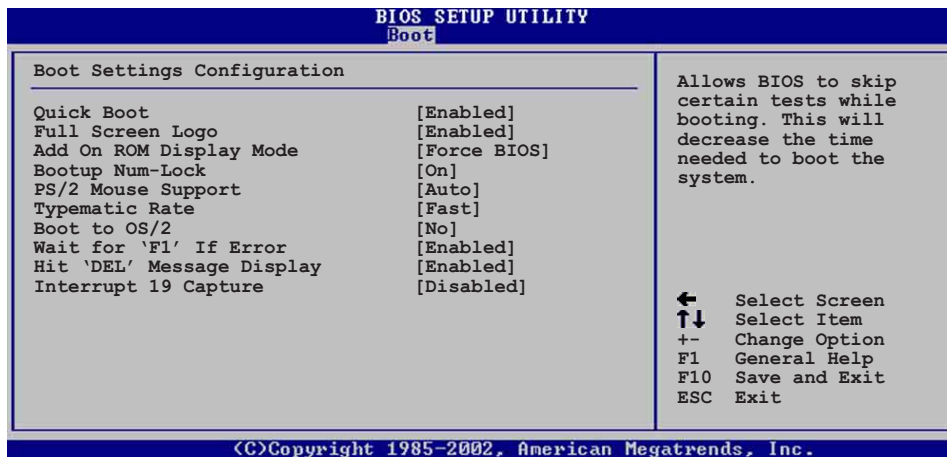 BIOS SETUP UTILITY
Boot
Boot Settings Configuration
Quick Boot [Enabled]
Full Screen Logo [Enabled]
Add On ROM Display Mode [Force BIOS]
Bootup Num-Lock [On]
PS/2 Mouse Support [Auto]
Typematic Rate [Fast]
Boot to OS/2 [No]
Wait for ‘F1’ If Error [Enabled]
Hit ‘DEL’ Message Display [Enabled]
Interrupt 19 Capture [Disabled]
Allows BIOS to skip
certain tests while
booting. This will
decrease the time
needed to boot the
system.
← Select Screen
↑↓ Select Item
+- Change Option
F1 General Help
F10 Save and Exit
ESC Exit
(C)Copyright 1985-2002, American Megatrends, Inc.